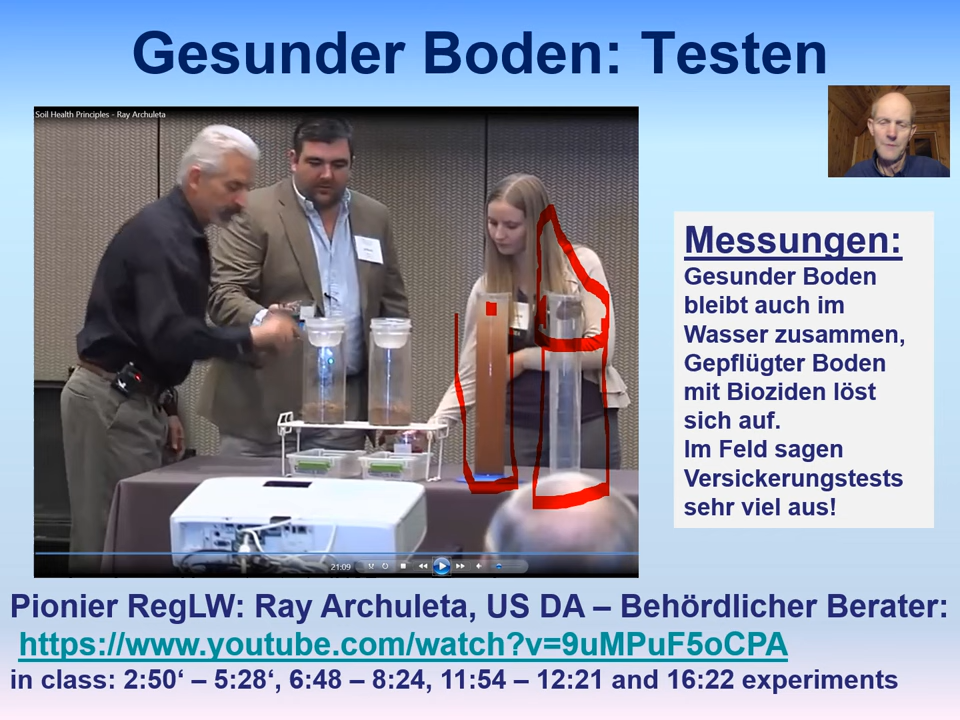 Gesunder Boden: Testen
Soil Health Principles - Ray Archuleta
Messungen:
Gesunder Boden
bleibt auch im
Wasser zusammen,
Gepflügter Boden
mit Bioziden löst
sich auf.
Im Feld sagen
Versickerungstests
sehr viel aus!
21:09
Pionier RegLW: Ray Archuleta, US DA – Behördlicher Berater:
https://www.youtube.com/watch?v=9uMPuF5oCPA
in class: 2:50‘ – 5:28‘, 6:48 – 8:24, 11:54 – 12:21 and 16:22 experiments